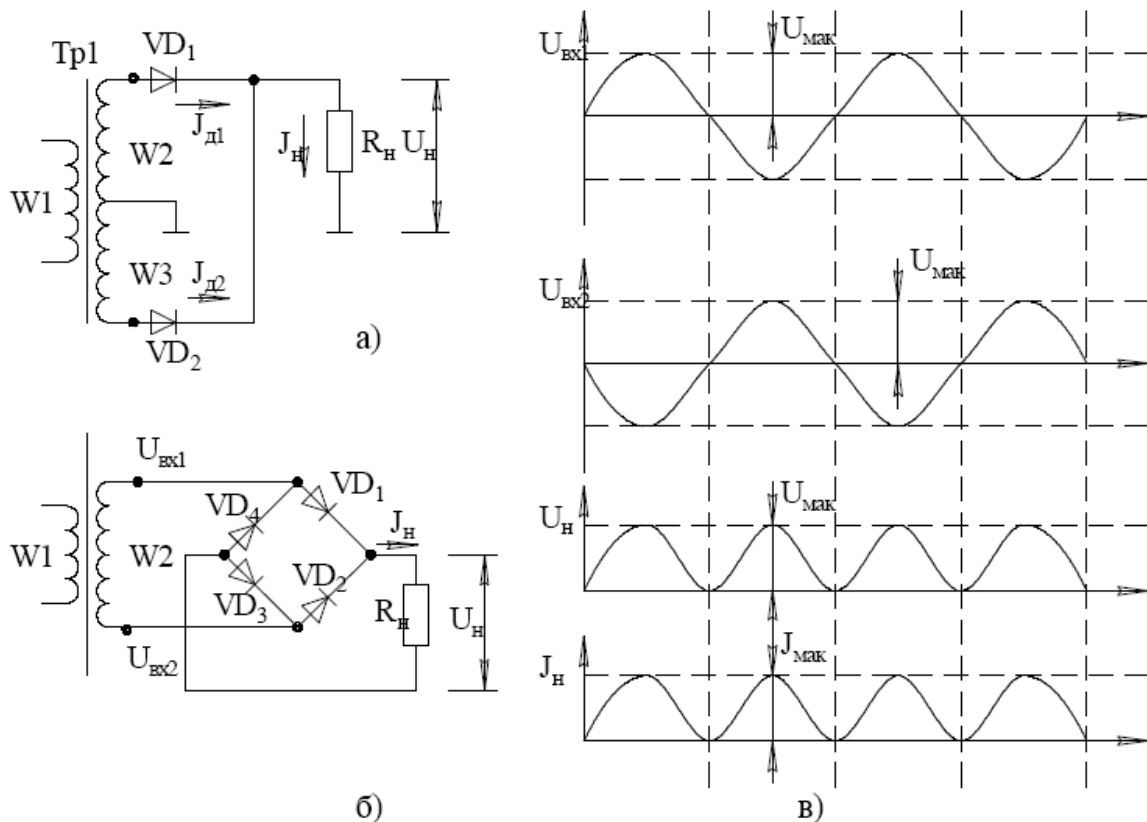 Тр1
VD1
Jд1
W2
W1
W3
Jд2
VD2
Jн
Rн
Uн
а)
Uвх1
VD1
VD4
Jн
W1
W2
VD3
VD2
Rн
Uн
Uвх2
б)
Uвх1
Uмак
Uвх2
Uмак
Uн
Uмак
Jн
Jмак
в)